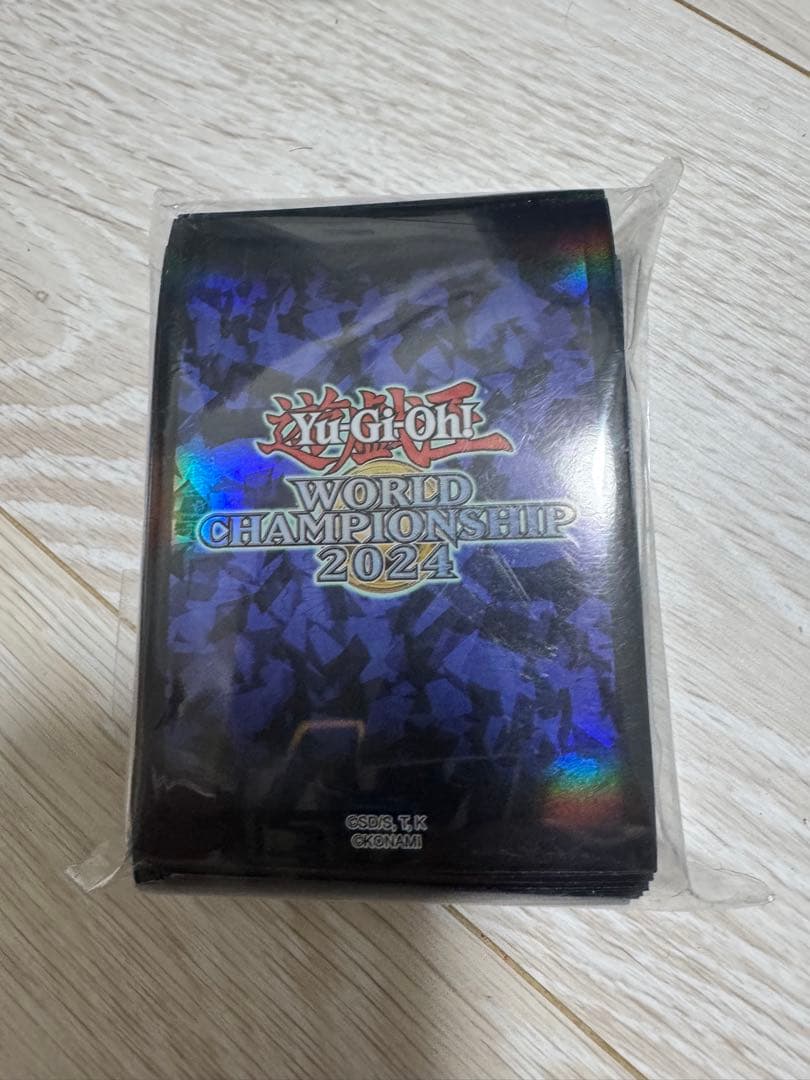 遊戯王
Yu-Gi-Oh!
WORLD
CHAMPIONSHIP
2024
©SD/S, T, K
©KONAMI